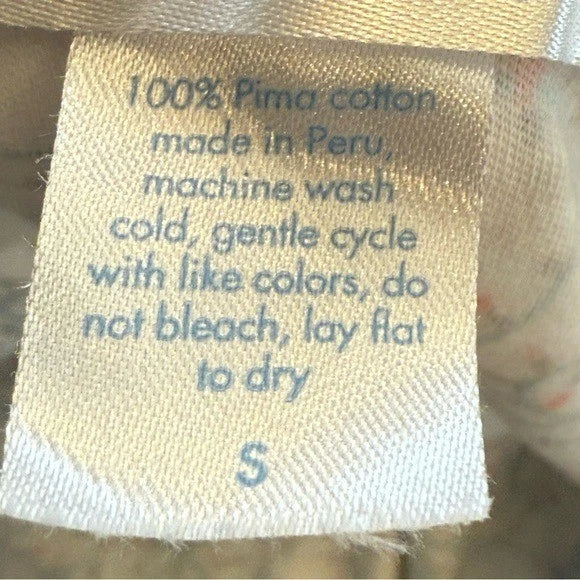 100% Pima cotton
made in Peru,
machine wash
cold, gentle cycle
with like colors, do
not bleach, lay flat
to dry
S